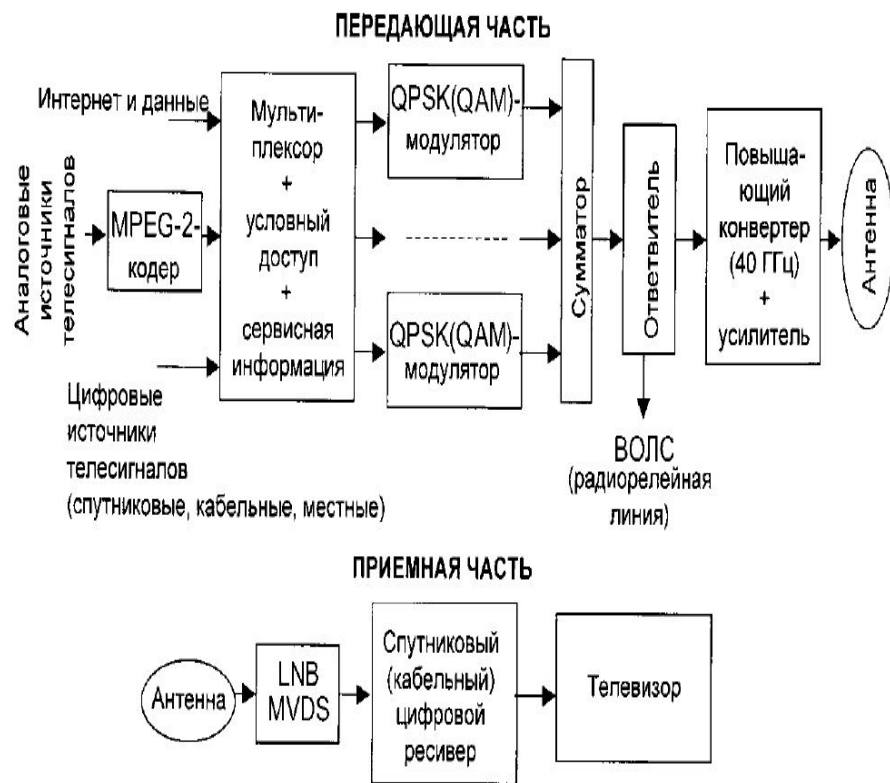 ПЕРЕДАЮЩАЯ ЧАСТЬ
Интернет и данные
Аналоговые
источники
телесигналов
MPEG-2-
кодер
Цифровые
источники
телесигналов
(спутниковые, кабельные, местные)
Мульти-
плексор
+
условный
доступ
+
сервисная
информация
QPSK(QAM)-
модулятор
QPSK(QAM)-
модулятор
Сумматор
Ответвитель
ВОЛС
(радиорелейная
линия)
Повыша-
ющий
конвертер
(40 ГГц)
+
усилитель
Антенна
ПРИЕМНАЯ ЧАСТЬ
Антенна
LNB
MVDS
Спутниковый
(кабельный)
цифровой
ресивер
Телевизор